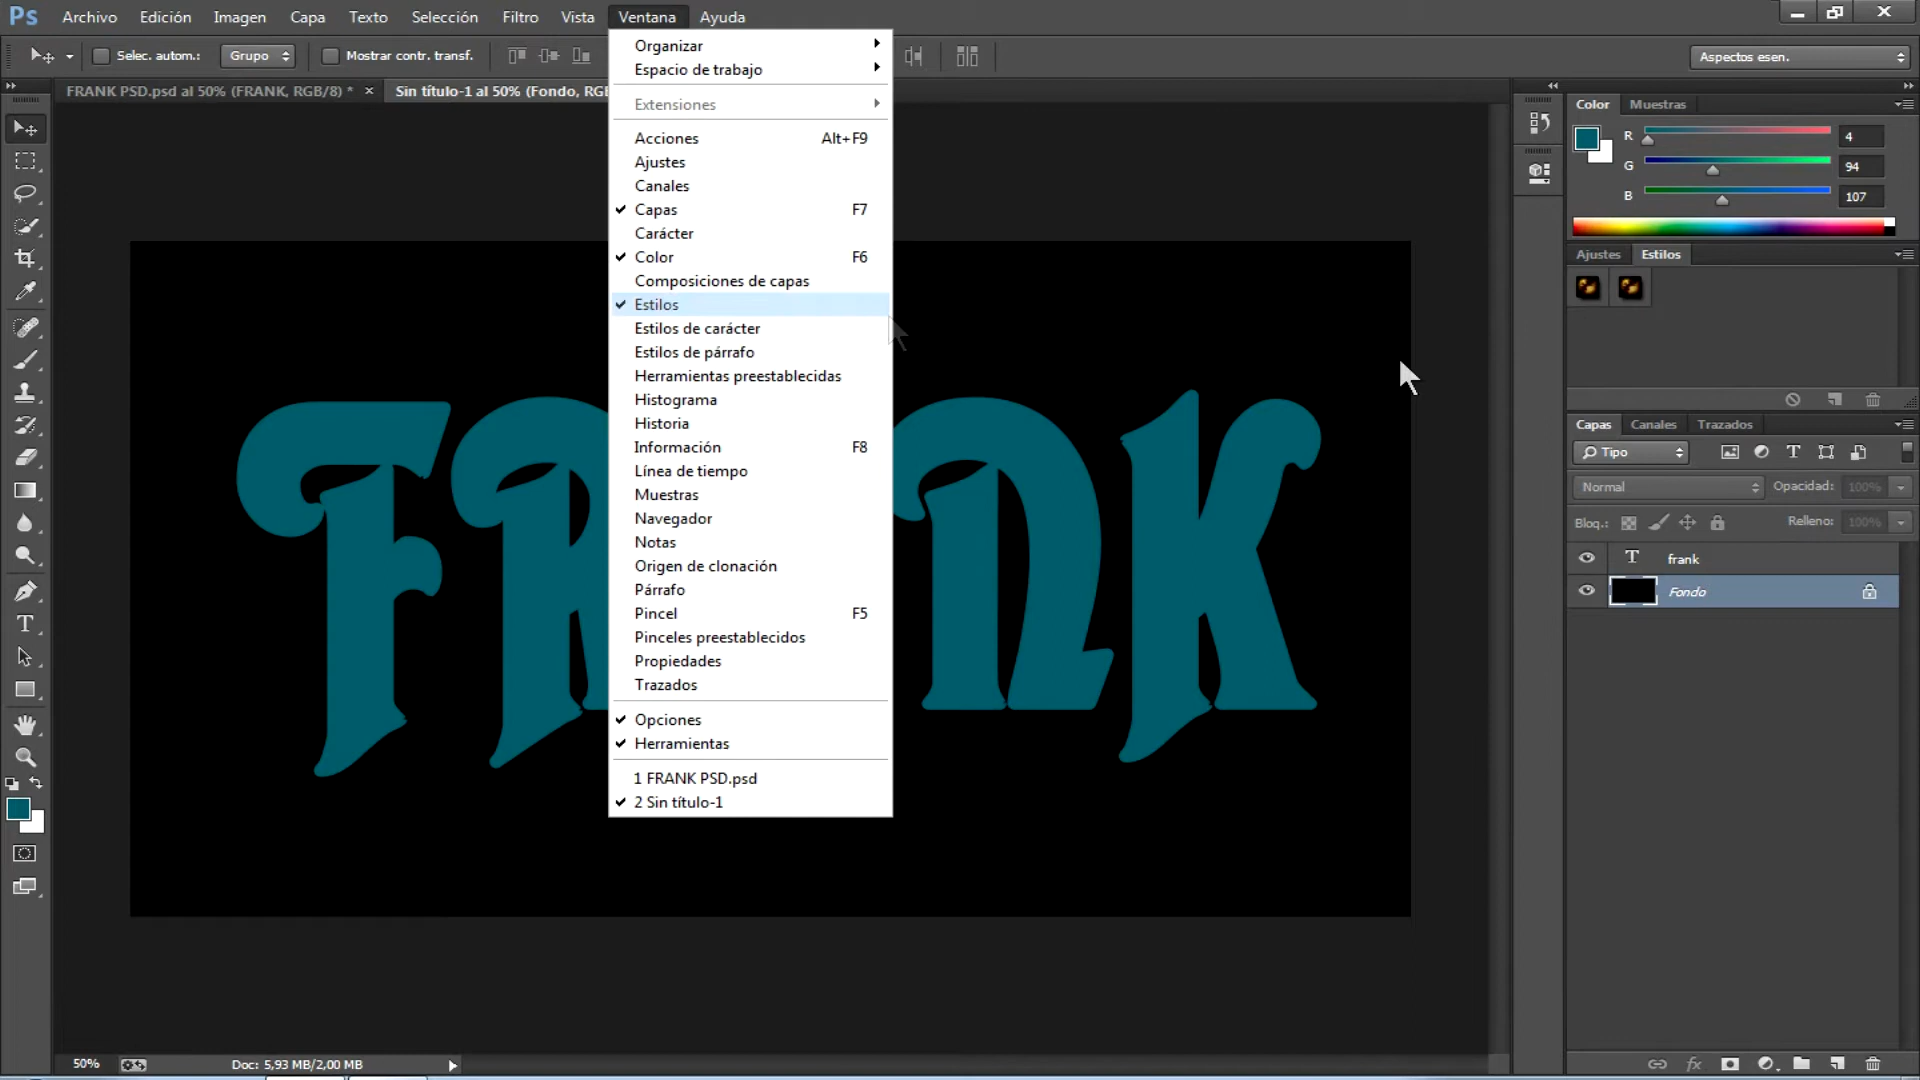 Ps Archivo Edición Imagen Capa Texto Selección Filtro Vista Ventana Ayuda
Selec. autom.: Grupo Mostrar contr. transf. Aspectos esen.
FRANK PSD.psd al 50% (FRANK, RGB/8) * × Sin título-1 al 50% (Fondo, RGB
Organizar
Espacio de trabajo
Extensiones
Acciones Alt+F9
Ajustes
Canales
Capas F7
Carácter
Color F6
Composiciones de capas
Estilos
Estilos de carácter
Estilos de párrafo
Herramientas preestablecidas
Histograma
Historia
Información F8
Línea de tiempo
Muestras
Navegador
Notas
Origen de clonación
Párrafo
Pincel F5
Pinceles preestablecidos
Propiedades
Trazados
Opciones
Herramientas
1 FRANK PSD.psd
2 Sin título-1
FRANK
Color Muestras
R 4
G 94
B 107
Ajustes Estilos
Capas Canales Trazados
Tipo
Normal Opacidad: 100%
Bloq.: Relleno: 100%
T frank
Fondo
50% Doc: 5,93 MB/2,00 MB
fx